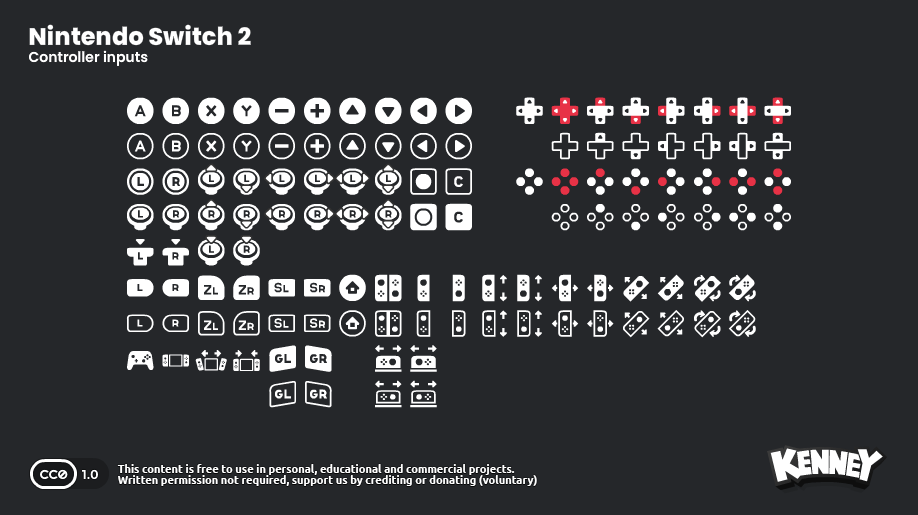 Nintendo Switch 2
Controller inputs
A B X Y
A B X Y
L R L L L L L L C
L R R R R R R R C
L R L R
L R ZL ZR SL SR
L R ZL ZR SL SR
GL GR
GL GR
CC0 1.0
This content is free to use in personal, educational and commercial projects.
Written permission not required, support us by crediting or donating (voluntary)
KENNEY